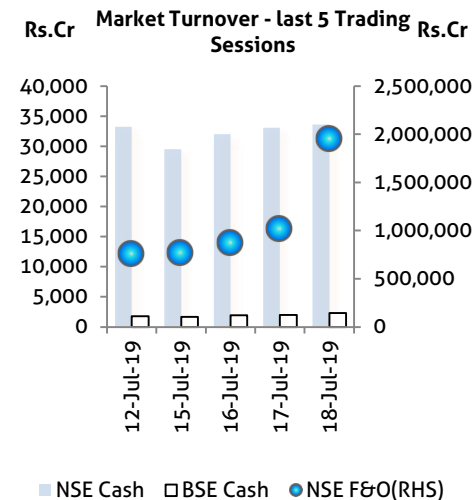 Rs.Cr
Market Turnover - last 5 Trading
Sessions
Rs.Cr
40,000
35,000
30,000
25,000
20,000
15,000
10,000
5,000
0
2,500,000
2,000,000
1,500,000
1,000,000
500,000
0
12-Jul-19
15-Jul-19
16-Jul-19
17-Jul-19
18-Jul-19
NSE Cash BSE Cash NSE F&O(RHS)